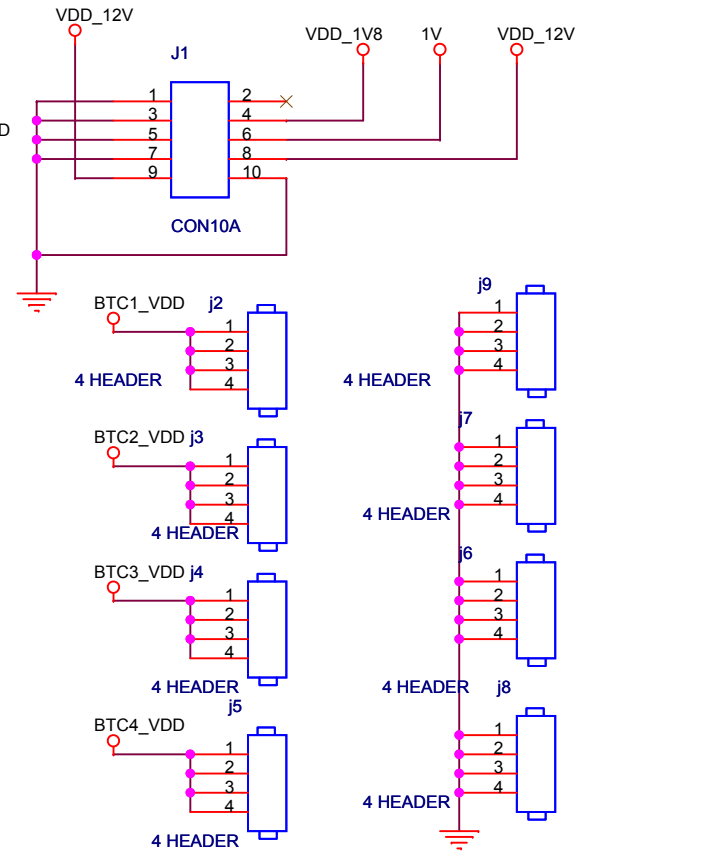 VDD_12V
J1
VDD_1V8
1V
VDD_12V
1 2
3 4
D
5 6
7 8
9 10
CON10A
BTC1_VDD
j2
1
2
3
4
4 HEADER
j9
1
2
3
4
4 HEADER
BTC2_VDD
j3
1
2
3
4
4 HEADER
j7
1
2
3
4
4 HEADER
BTC3_VDD
j4
1
2
3
4
4 HEADER
j6
1
2
3
4
4 HEADER
j5
BTC4_VDD
1
2
3
4
4 HEADER
j8
1
2
3
4
4 HEADER